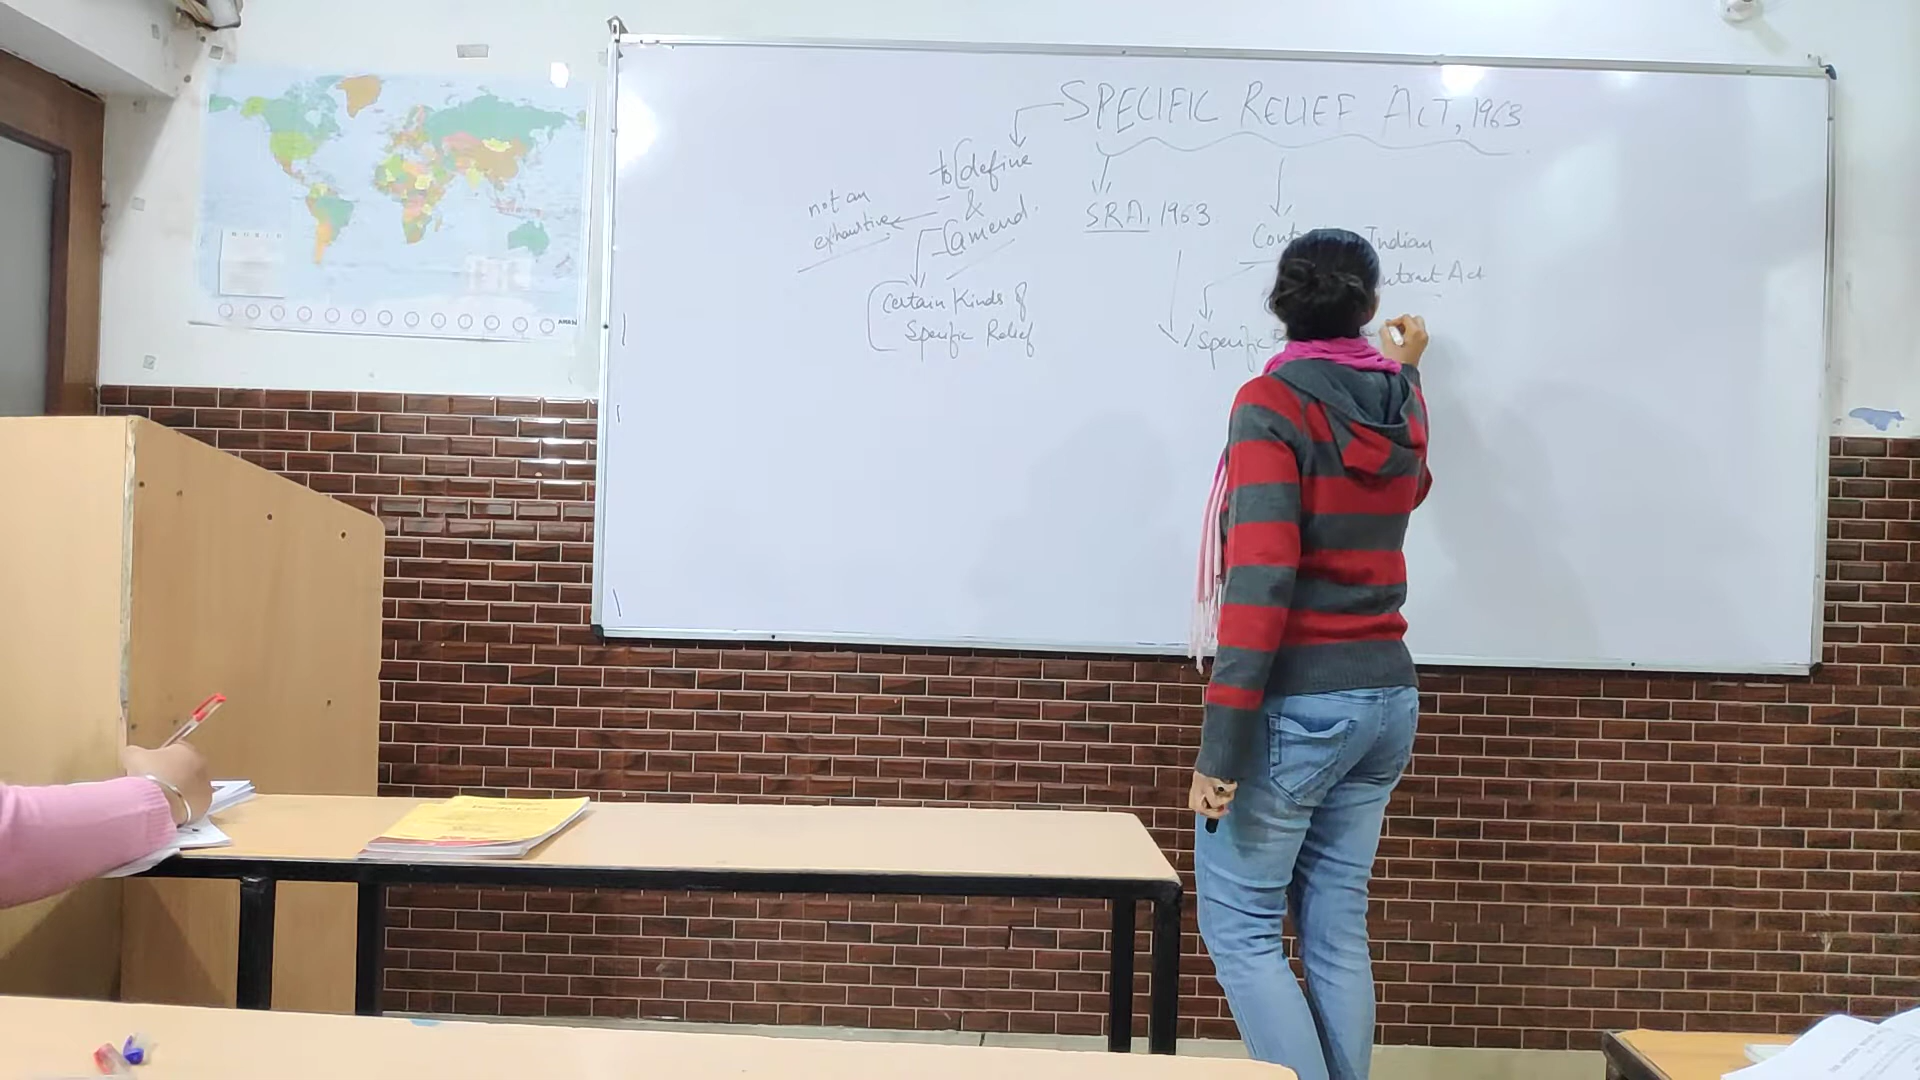 SPECIFIC RELIEF ACT, 1963
to define
&
amend.
not an
exhaustive
Certain Kinds of
Specific Relief
SRA, 1963
Indian
Act
Specific
WORLD